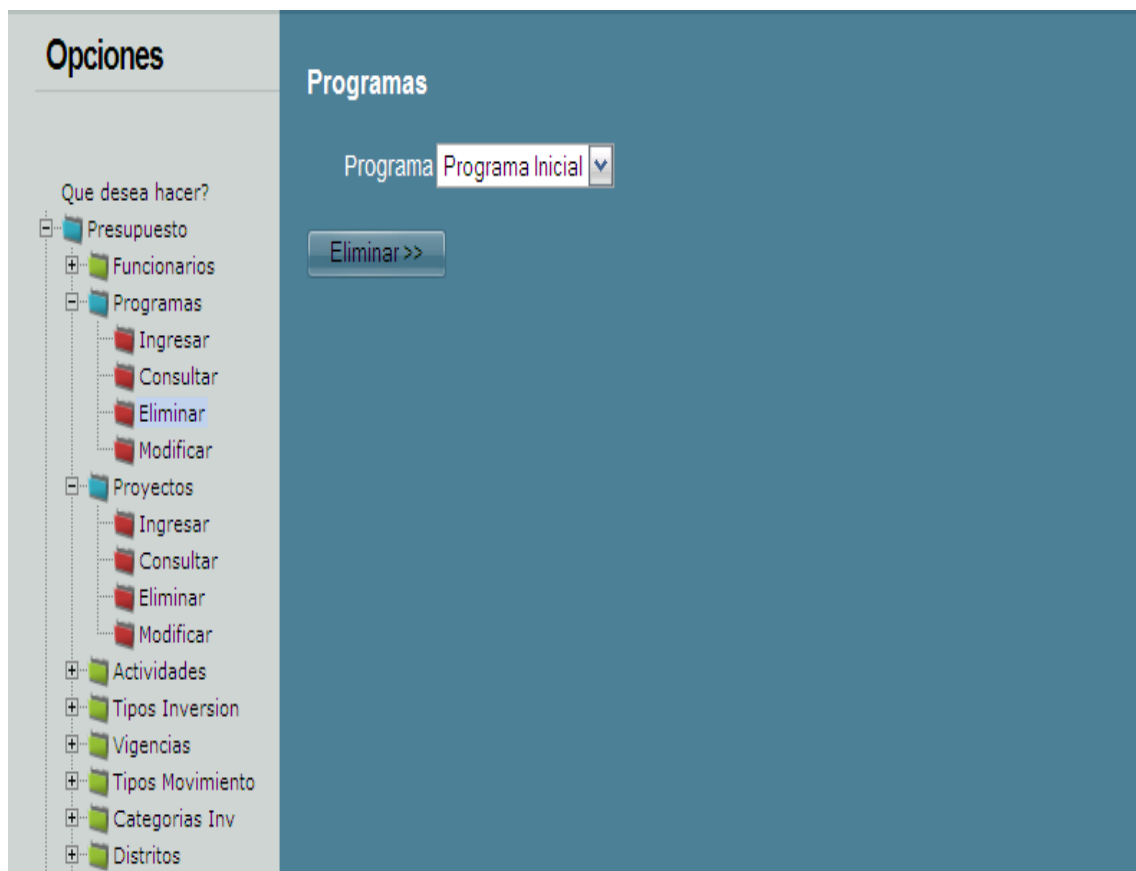 Opciones
Que desea hacer?
Presupuesto
Funcionarios
Programas
Ingresar
Consultar
Eliminar
Modificar
Proyectos
Ingresar
Consultar
Eliminar
Modificar
Actividades
Tipos Inversion
Vigencias
Tipos Movimiento
Categorias Inv
Distritos
Programas
Programa Programa Inicial
Eliminar >>